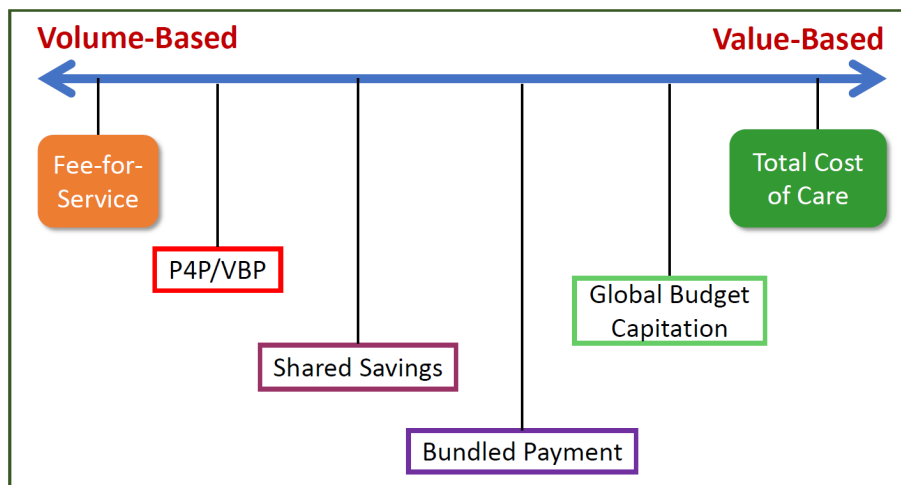 Volume-Based
Value-Based
Fee-for-
Service
Total Cost
of Care
P4P/VBP
Global Budget
Capitation
Shared Savings
Bundled Payment